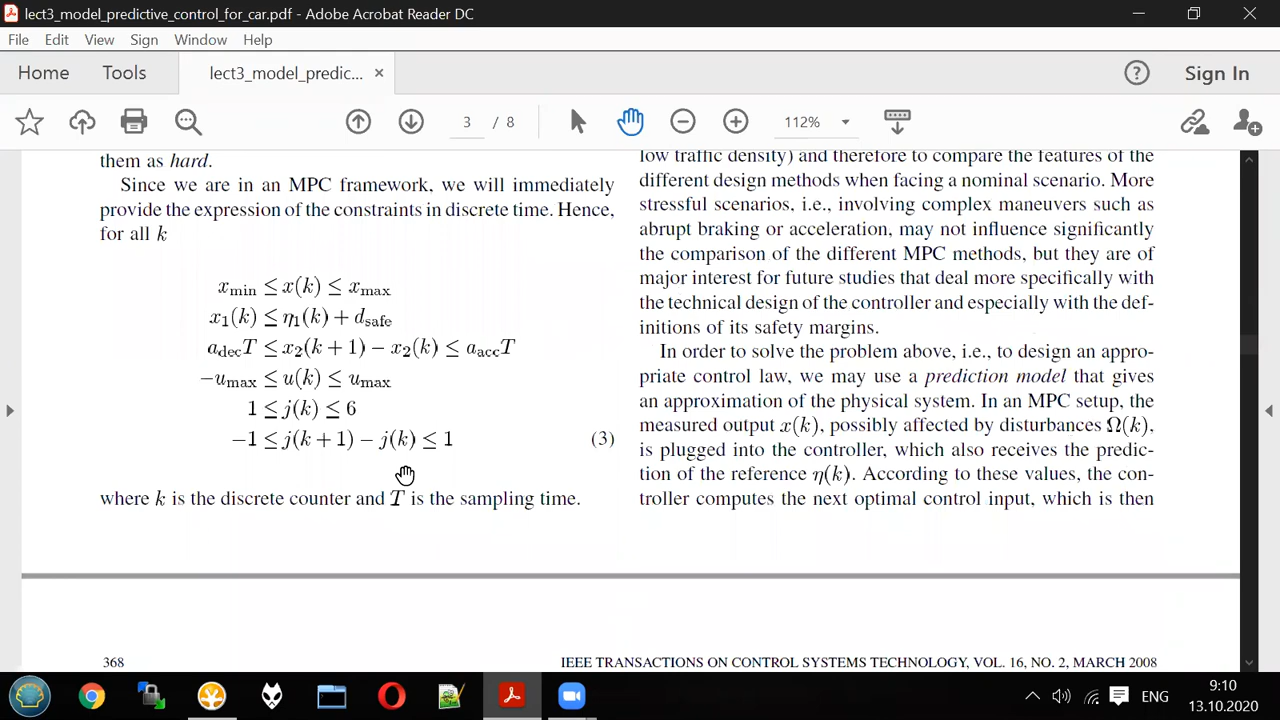 lect3_model_predictive_control_for_car.pdf - Adobe Acrobat Reader DC
File Edit View Sign Window Help
Home Tools lect3_model_predic... × Sign In
3 / 8 112%
them as hard.
Since we are in an MPC framework, we will immediately
provide the expression of the constraints in discrete time. Hence,
for all k
x_min ≤ x(k) ≤ x_max
x_1(k) ≤ η_1(k) + d_safe
a_dec T ≤ x_2(k + 1) − x_2(k) ≤ a_acc T
−u_max ≤ u(k) ≤ u_max
1 ≤ j(k) ≤ 6
−1 ≤ j(k + 1) − j(k) ≤ 1 (3)
where k is the discrete counter and T is the sampling time.
low traffic density) and therefore to compare the features of the
different design methods when facing a nominal scenario. More
stressful scenarios, i.e., involving complex maneuvers such as
abrupt braking or acceleration, may not influence significantly
the comparison of the different MPC methods, but they are of
major interest for future studies that deal more specifically with
the technical design of the controller and especially with the def-
initions of its safety margins.
In order to solve the problem above, i.e., to design an appro-
priate control law, we may use a prediction model that gives
an approximation of the physical system. In an MPC setup, the
measured output x(k), possibly affected by disturbances Ω(k),
is plugged into the controller, which also receives the predic-
tion of the reference η(k). According to these values, the con-
troller computes the next optimal control input, which is then
368 IEEE TRANSACTIONS ON CONTROL SYSTEMS TECHNOLOGY, VOL. 16, NO. 2, MARCH 2008
ENG 9:10
13.10.2020